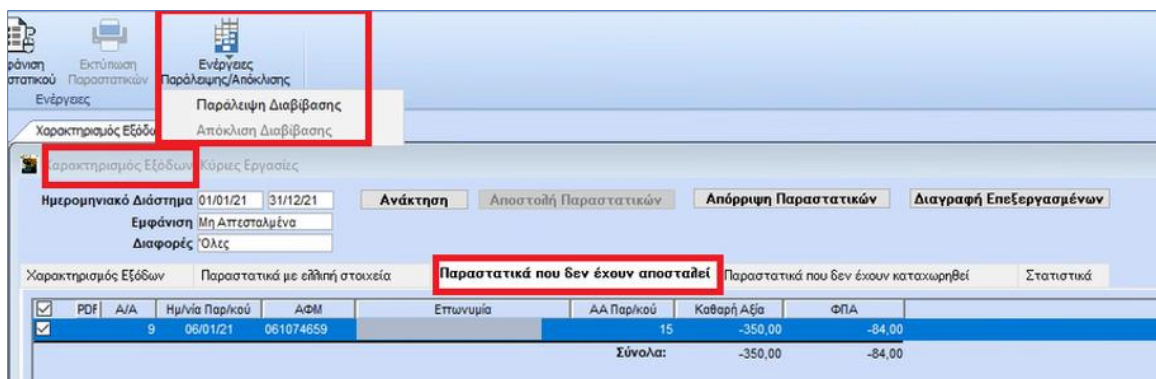 Εκτύπωση Ενέργειες
Παραστατικών Παράλειψης/Απόκλισης
Ενέργειες
Παράλειψη Διαβίβασης
Απόκλιση Διαβίβασης
Χαρακτηρισμός Εξόδω
Χαρακτηρισμός Εξόδων Κύριες Εργασίες
Ημερομηνιακό Διάστημα 01/01/21 31/12/21 Ανάκτηση Αποστολή Παραστατικών Απόρριψη Παραστατικών Διαγραφή Επεξεργασμένων
Εμφάνιση Μη Απεσταλμένα
Διαφορές Όλες
Χαρακτηρισμός Εξόδων Παραστατικά με ελλιπή στοιχεία Παραστατικά που δεν έχουν αποσταλεί Παραστατικά που δεν έχουν καταχωρηθεί Στατιστικά
PDF Α/Α Ημ/νία Παρ/κού ΑΦΜ Επωνυμία ΑΑ Παρ/κού Καθαρή Αξία ΦΠΑ
9 06/01/21 061074659 15 -350,00 -84,00
Σύνολα: -350,00 -84,00